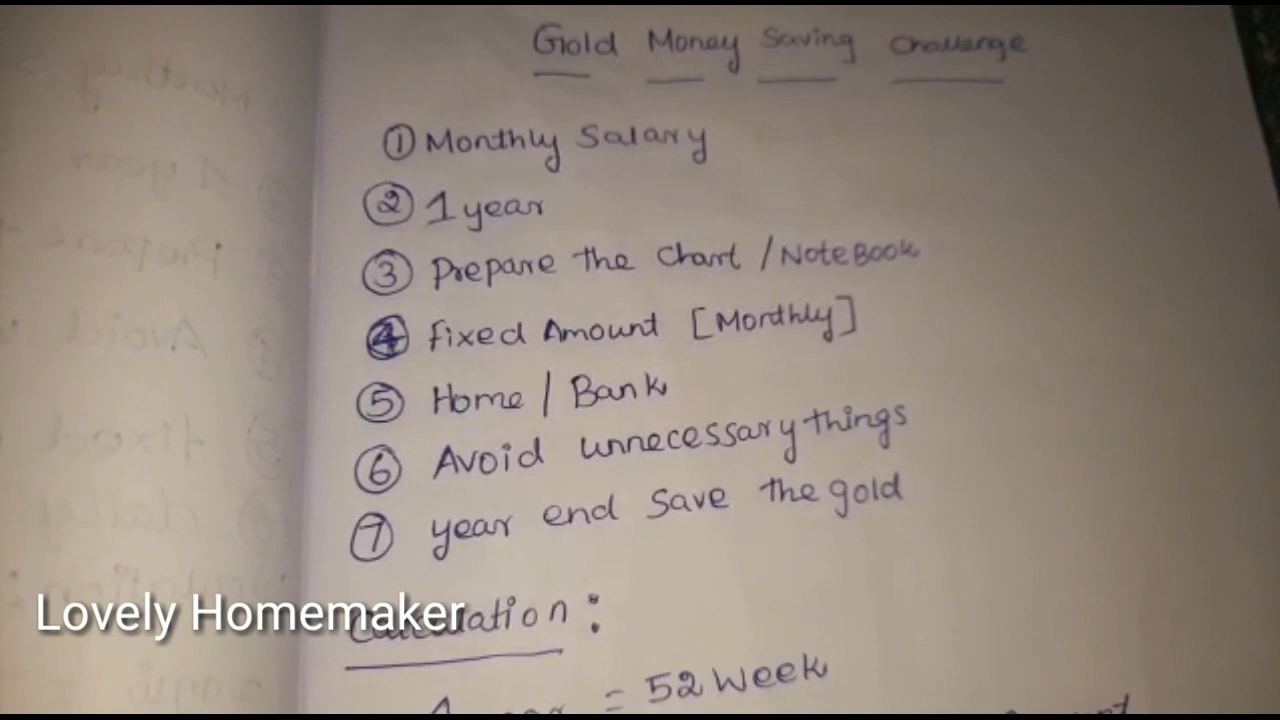 Gold Money Saving Challenge
① Monthly Salary
② 1 year
③ Prepare the Chart / NoteBook
④ Fixed Amount [Monthly]
⑤ Home / Bank
⑥ Avoid unnecessary things
⑦ year end Save the gold
Lovely Homemaker
Calculation :
= 52 Week